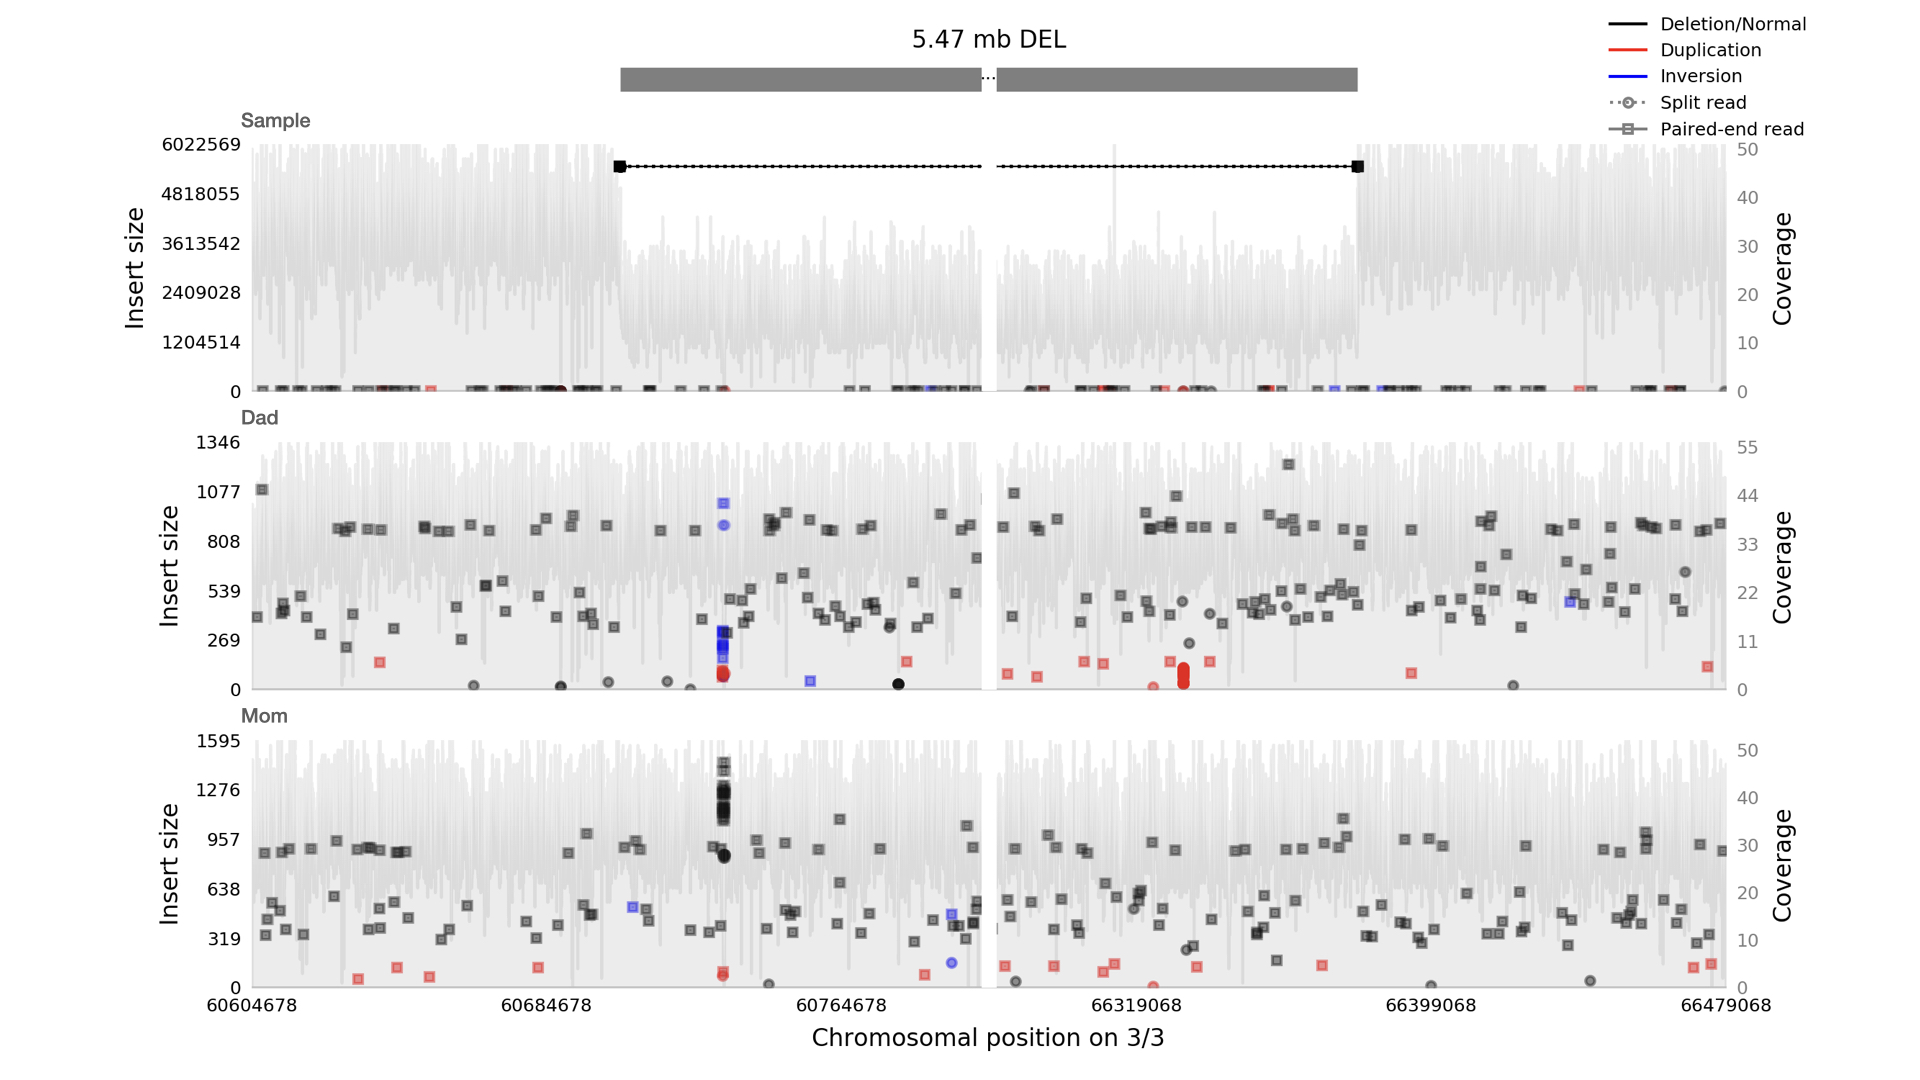 5.47 mb DEL
Deletion/Normal
Duplication
Inversion
Split read
Paired-end read
Sample
6022569
4818055
3613542
2409028
1204514
0
Insert size
50
40
30
20
10
0
Coverage
Dad
1346
1077
808
539
269
0
Insert size
55
44
33
22
11
0
Coverage
Mom
1595
1276
957
638
319
0
Insert size
50
40
30
20
10
0
Coverage
60604678 60684678 60764678 66319068 66399068 66479068
Chromosomal position on 3/3